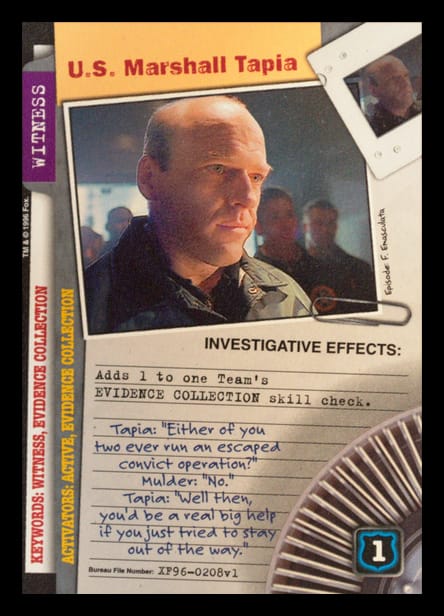 U.S. Marshall Tapia
WITNESS
TM & © 1996 Fox.
Episode: F. Emasculata
KEYWORDS: WITNESS, EVIDENCE COLLECTION
ACTIVATORS: ACTIVE, EVIDENCE COLLECTION
INVESTIGATIVE EFFECTS:
Adds 1 to one Team's
EVIDENCE COLLECTION skill check.
Tapia: "Either of you
two ever run an escaped
convict operation?"
Mulder: "No."
Tapia: "Well then,
you'd be a real big help
if you just tried to stay
out of the way."
Bureau File Number: XF96-0208v1
1